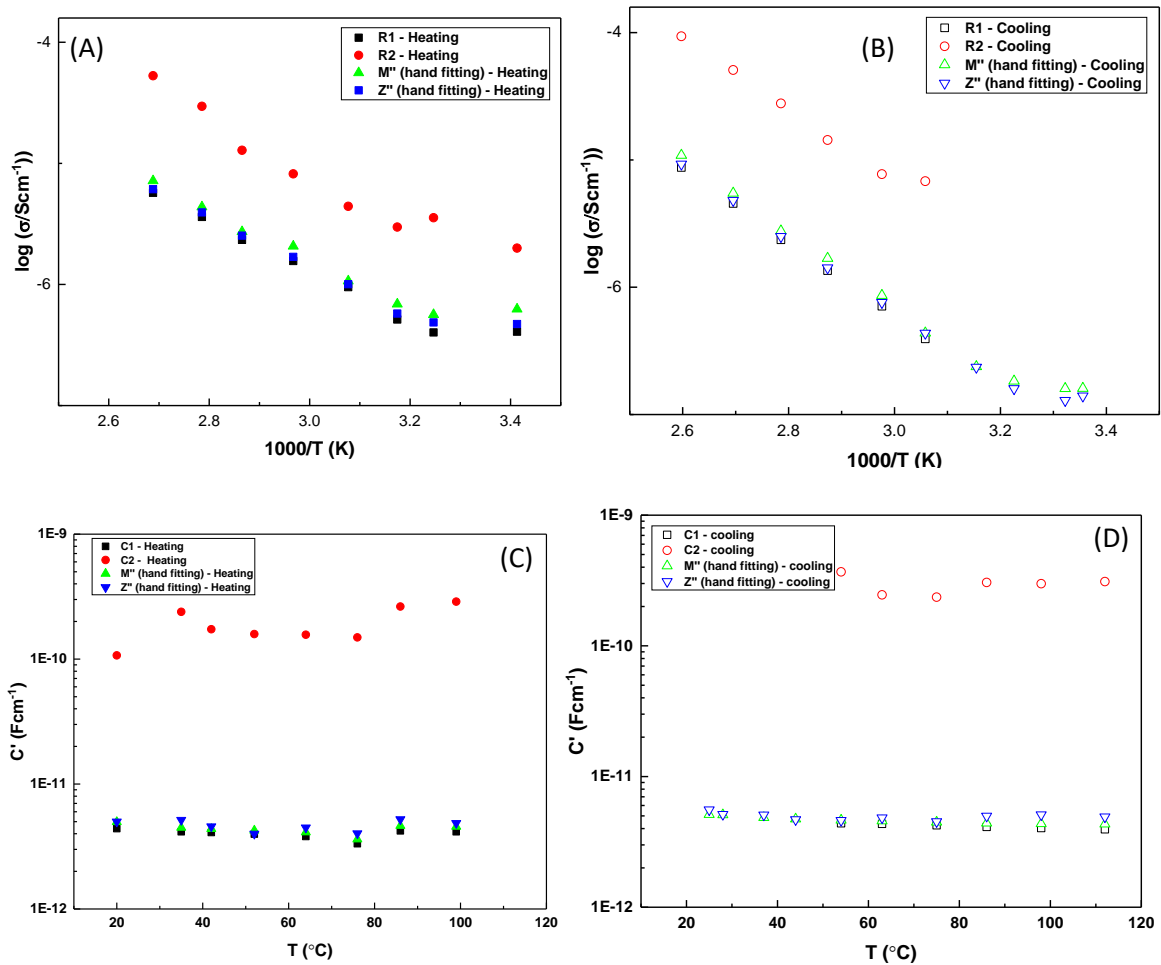 (A)
R1 - Heating
R2 - Heating
M'' (hand fitting) - Heating
Z'' (hand fitting) - Heating
-4
-5
-6
log (σ/Scm⁻¹))
2.6 2.8 3.0 3.2 3.4
1000/T (K)
(B)
R1 - Cooling
R2 - Cooling
M'' (hand fitting) - Cooling
Z'' (hand fitting) - Cooling
-4
-5
-6
log (σ/Scm⁻¹))
2.6 2.8 3.0 3.2 3.4
1000/T (K)
(C)
C1 - Heating
C2 - Heating
M'' (hand fitting) - Heating
Z'' (hand fitting) - Heating
1E-9
1E-10
1E-11
1E-12
C' (Fcm⁻¹)
20 40 60 80 100 120
T (°C)
(D)
C1 - cooling
C2 - cooling
M'' (hand fitting) - cooling
Z'' (hand fitting) - cooling
1E-9
1E-10
1E-11
1E-12
C' (Fcm⁻¹)
20 40 60 80 100 120
T (°C)